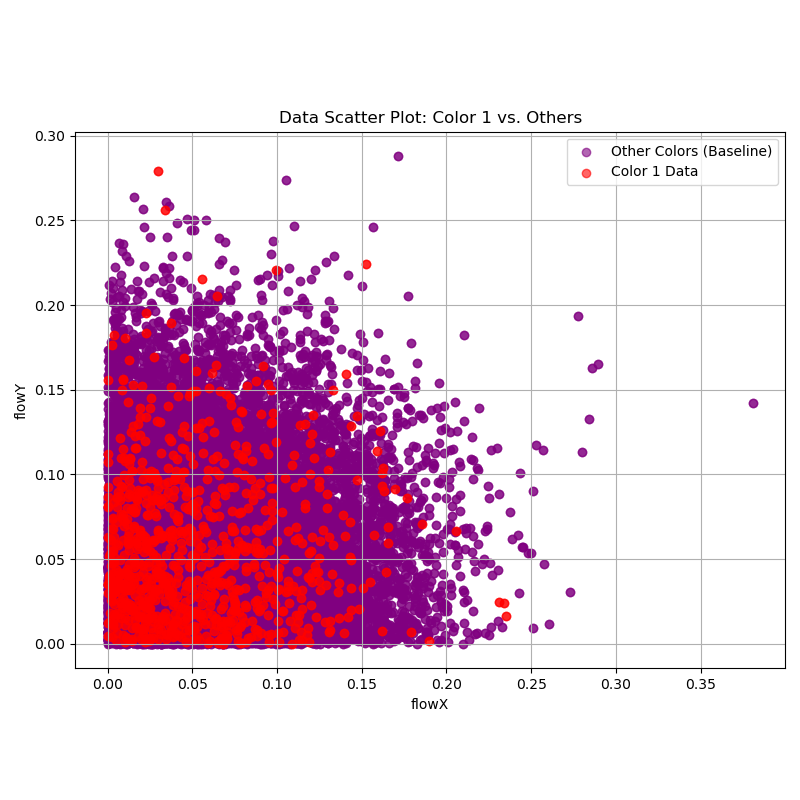 Data Scatter Plot: Color 1 vs. Others
Other Colors (Baseline)
Color 1 Data
flowY
0.30
0.25
0.20
0.15
0.10
0.05
0.00
0.00 0.05 0.10 0.15 0.20 0.25 0.30 0.35
flowX